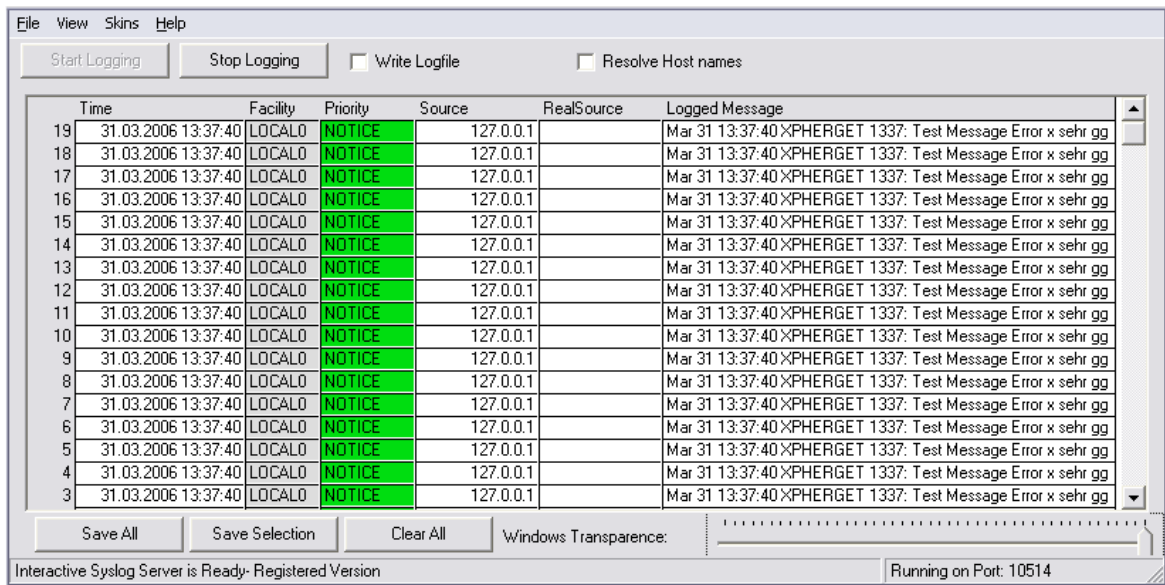 File View Skins Help
Start Logging Stop Logging Write Logfile Resolve Host names
Time Facility Priority Source RealSource Logged Message
19 31.03.2006 13:37:40 LOCAL0 NOTICE 127.0.0.1 Mar 31 13:37:40 XPHERGET 1337: Test Message Error x sehr gg
18 31.03.2006 13:37:40 LOCAL0 NOTICE 127.0.0.1 Mar 31 13:37:40 XPHERGET 1337: Test Message Error x sehr gg
17 31.03.2006 13:37:40 LOCAL0 NOTICE 127.0.0.1 Mar 31 13:37:40 XPHERGET 1337: Test Message Error x sehr gg
16 31.03.2006 13:37:40 LOCAL0 NOTICE 127.0.0.1 Mar 31 13:37:40 XPHERGET 1337: Test Message Error x sehr gg
15 31.03.2006 13:37:40 LOCAL0 NOTICE 127.0.0.1 Mar 31 13:37:40 XPHERGET 1337: Test Message Error x sehr gg
14 31.03.2006 13:37:40 LOCAL0 NOTICE 127.0.0.1 Mar 31 13:37:40 XPHERGET 1337: Test Message Error x sehr gg
13 31.03.2006 13:37:40 LOCAL0 NOTICE 127.0.0.1 Mar 31 13:37:40 XPHERGET 1337: Test Message Error x sehr gg
12 31.03.2006 13:37:40 LOCAL0 NOTICE 127.0.0.1 Mar 31 13:37:40 XPHERGET 1337: Test Message Error x sehr gg
11 31.03.2006 13:37:40 LOCAL0 NOTICE 127.0.0.1 Mar 31 13:37:40 XPHERGET 1337: Test Message Error x sehr gg
10 31.03.2006 13:37:40 LOCAL0 NOTICE 127.0.0.1 Mar 31 13:37:40 XPHERGET 1337: Test Message Error x sehr gg
9 31.03.2006 13:37:40 LOCAL0 NOTICE 127.0.0.1 Mar 31 13:37:40 XPHERGET 1337: Test Message Error x sehr gg
8 31.03.2006 13:37:40 LOCAL0 NOTICE 127.0.0.1 Mar 31 13:37:40 XPHERGET 1337: Test Message Error x sehr gg
7 31.03.2006 13:37:40 LOCAL0 NOTICE 127.0.0.1 Mar 31 13:37:40 XPHERGET 1337: Test Message Error x sehr gg
6 31.03.2006 13:37:40 LOCAL0 NOTICE 127.0.0.1 Mar 31 13:37:40 XPHERGET 1337: Test Message Error x sehr gg
5 31.03.2006 13:37:40 LOCAL0 NOTICE 127.0.0.1 Mar 31 13:37:40 XPHERGET 1337: Test Message Error x sehr gg
4 31.03.2006 13:37:40 LOCAL0 NOTICE 127.0.0.1 Mar 31 13:37:40 XPHERGET 1337: Test Message Error x sehr gg
3 31.03.2006 13:37:40 LOCAL0 NOTICE 127.0.0.1 Mar 31 13:37:40 XPHERGET 1337: Test Message Error x sehr gg
Save All Save Selection Clear All Windows Transparence:
Interactive Syslog Server is Ready- Registered Version Running on Port: 10514